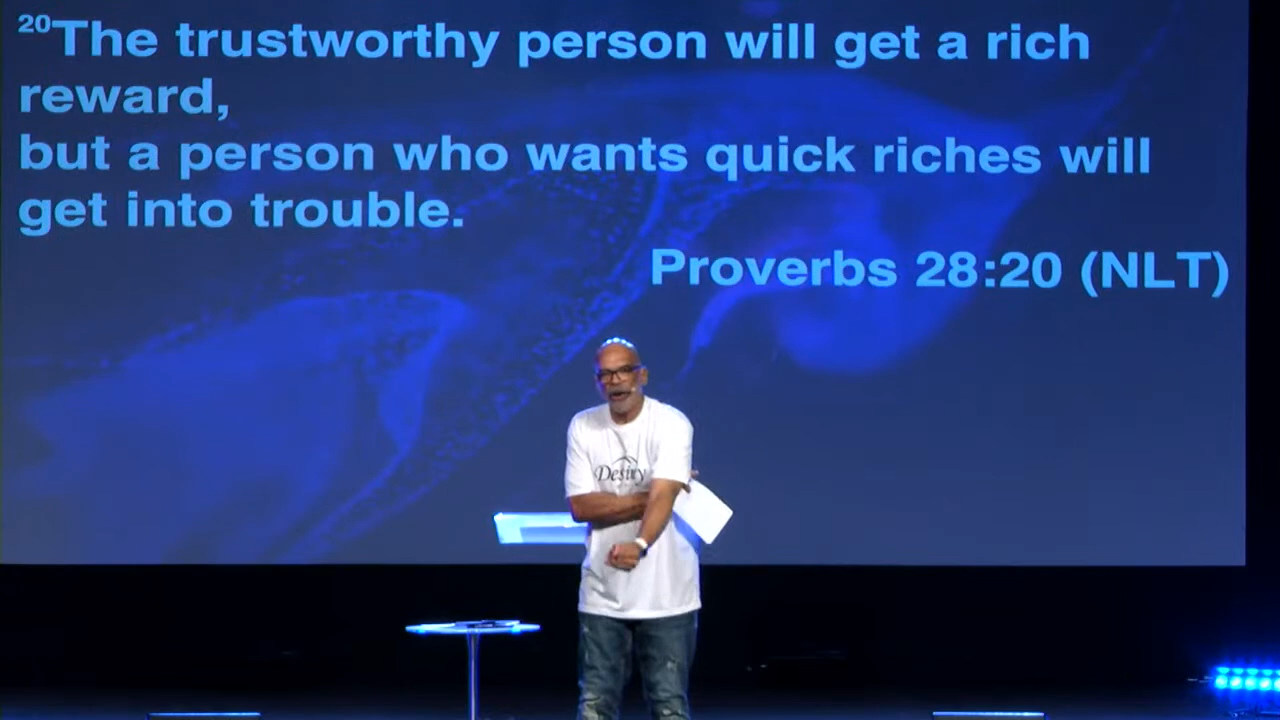 20The trustworthy person will get a rich
reward,
but a person who wants quick riches will
get into trouble.
Proverbs 28:20 (NLT)
Destiny